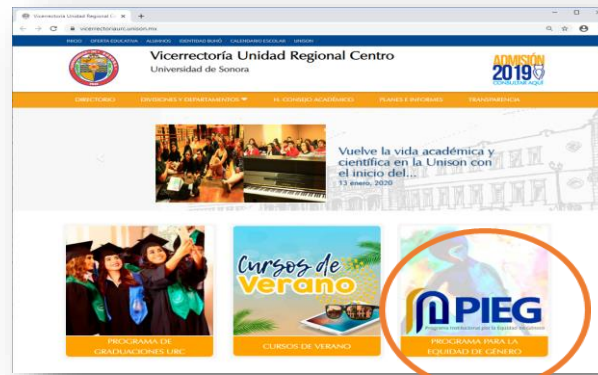 Vicerrectoría Unidad Regional Ce
vicerrectoriaurc.unison.mx
INICIO OFERTA EDUCATIVA ALUMNOS IDENTIDAD BÚHO CALENDARIO ESCOLAR UNISON
Vicerrectoría Unidad Regional Centro
Universidad de Sonora
ADMISIÓN
2019
CONSULTAR AQUÍ
DIRECTORIO DIVISIONES Y DEPARTAMENTOS H. CONSEJO ACADÉMICO PLANES E INFORMES TRANSPARENCIA
Vuelve la vida académica y
científica en la Unison con
el inicio del...
13 enero, 2020
Cursos de
Verano
PIEG
Programa Institucional por la Equidad
PROGRAMA DE
GRADUACIONES URC
CURSOS DE VERANO
PROGRAMA PARA LA
EQUIDAD DE GÉNERO